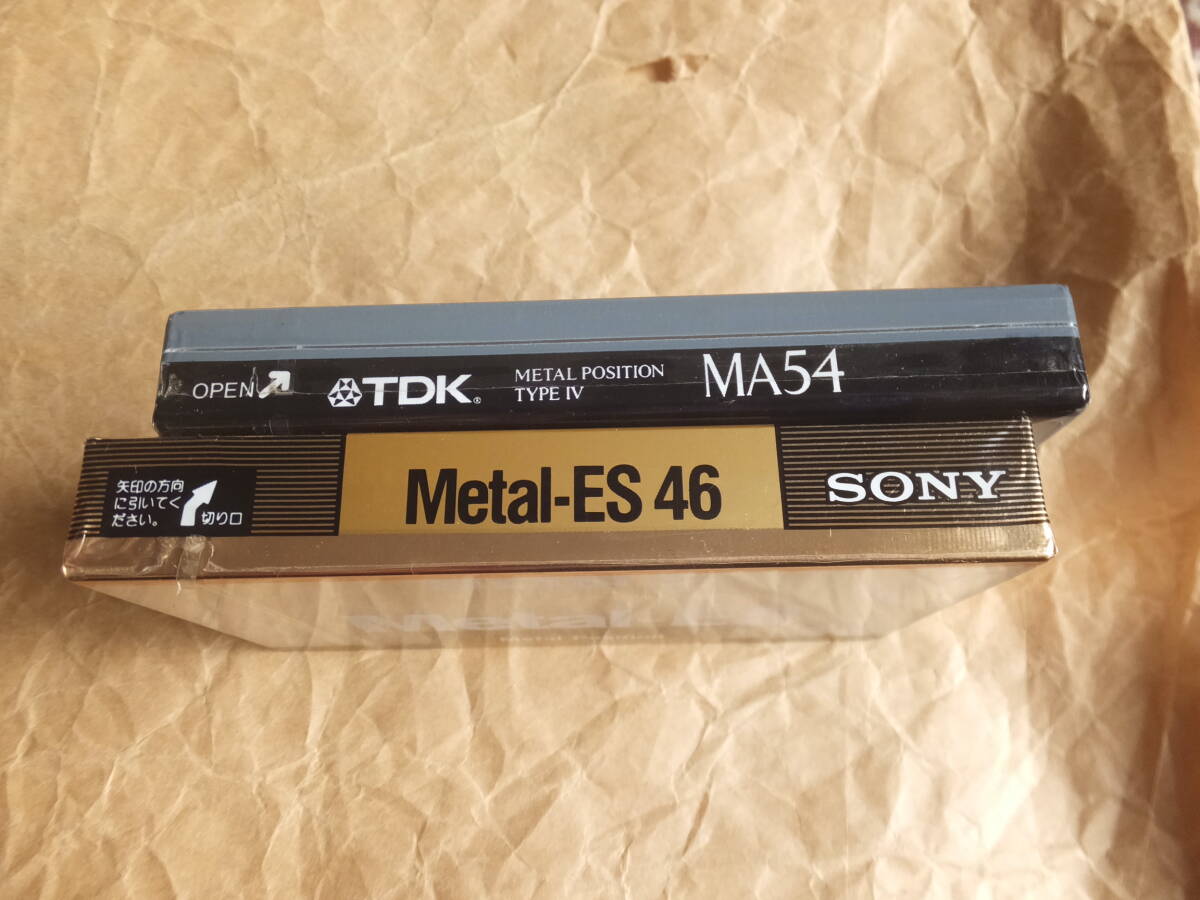 OPEN
TDK®
METAL POSITION
TYPE IV
MA54
矢印の方向
に引いてく
ださい。
切り口
Metal-ES 46
SONY
Metal